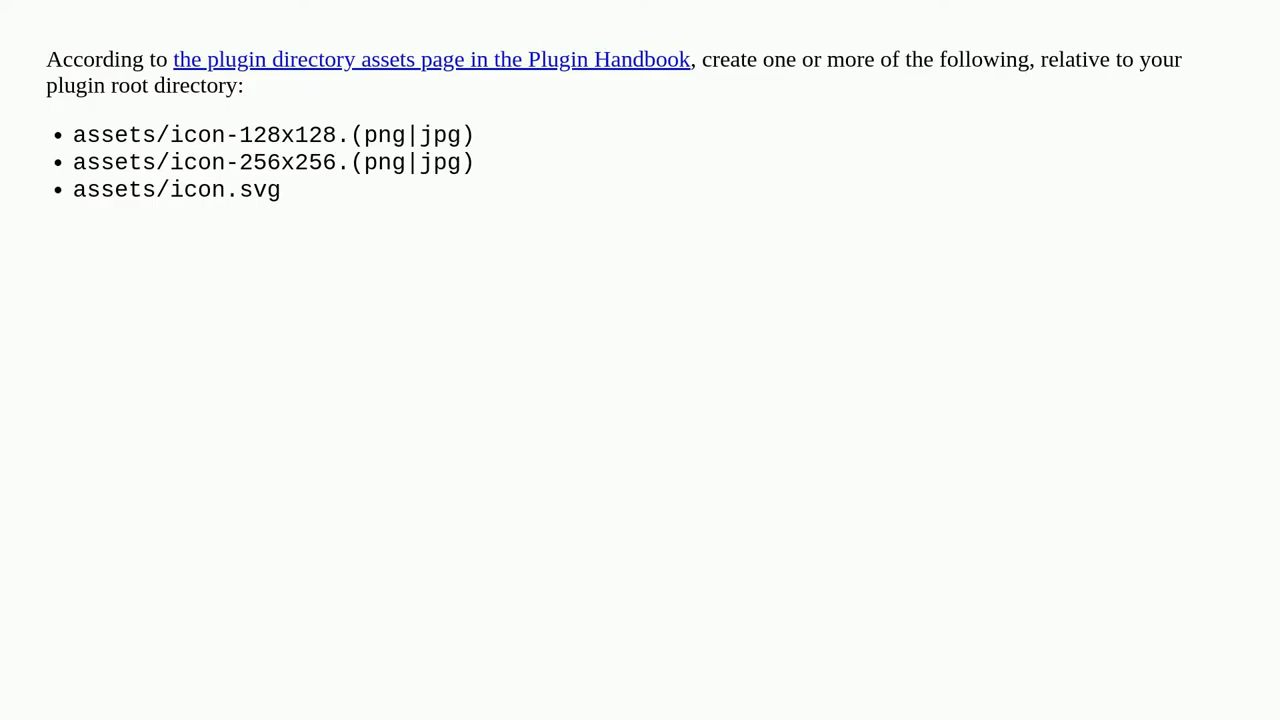 According to the plugin directory assets page in the Plugin Handbook, create one or more of the following, relative to your
plugin root directory:
• assets/icon-128x128.(png|jpg)
• assets/icon-256x256.(png|jpg)
• assets/icon.svg